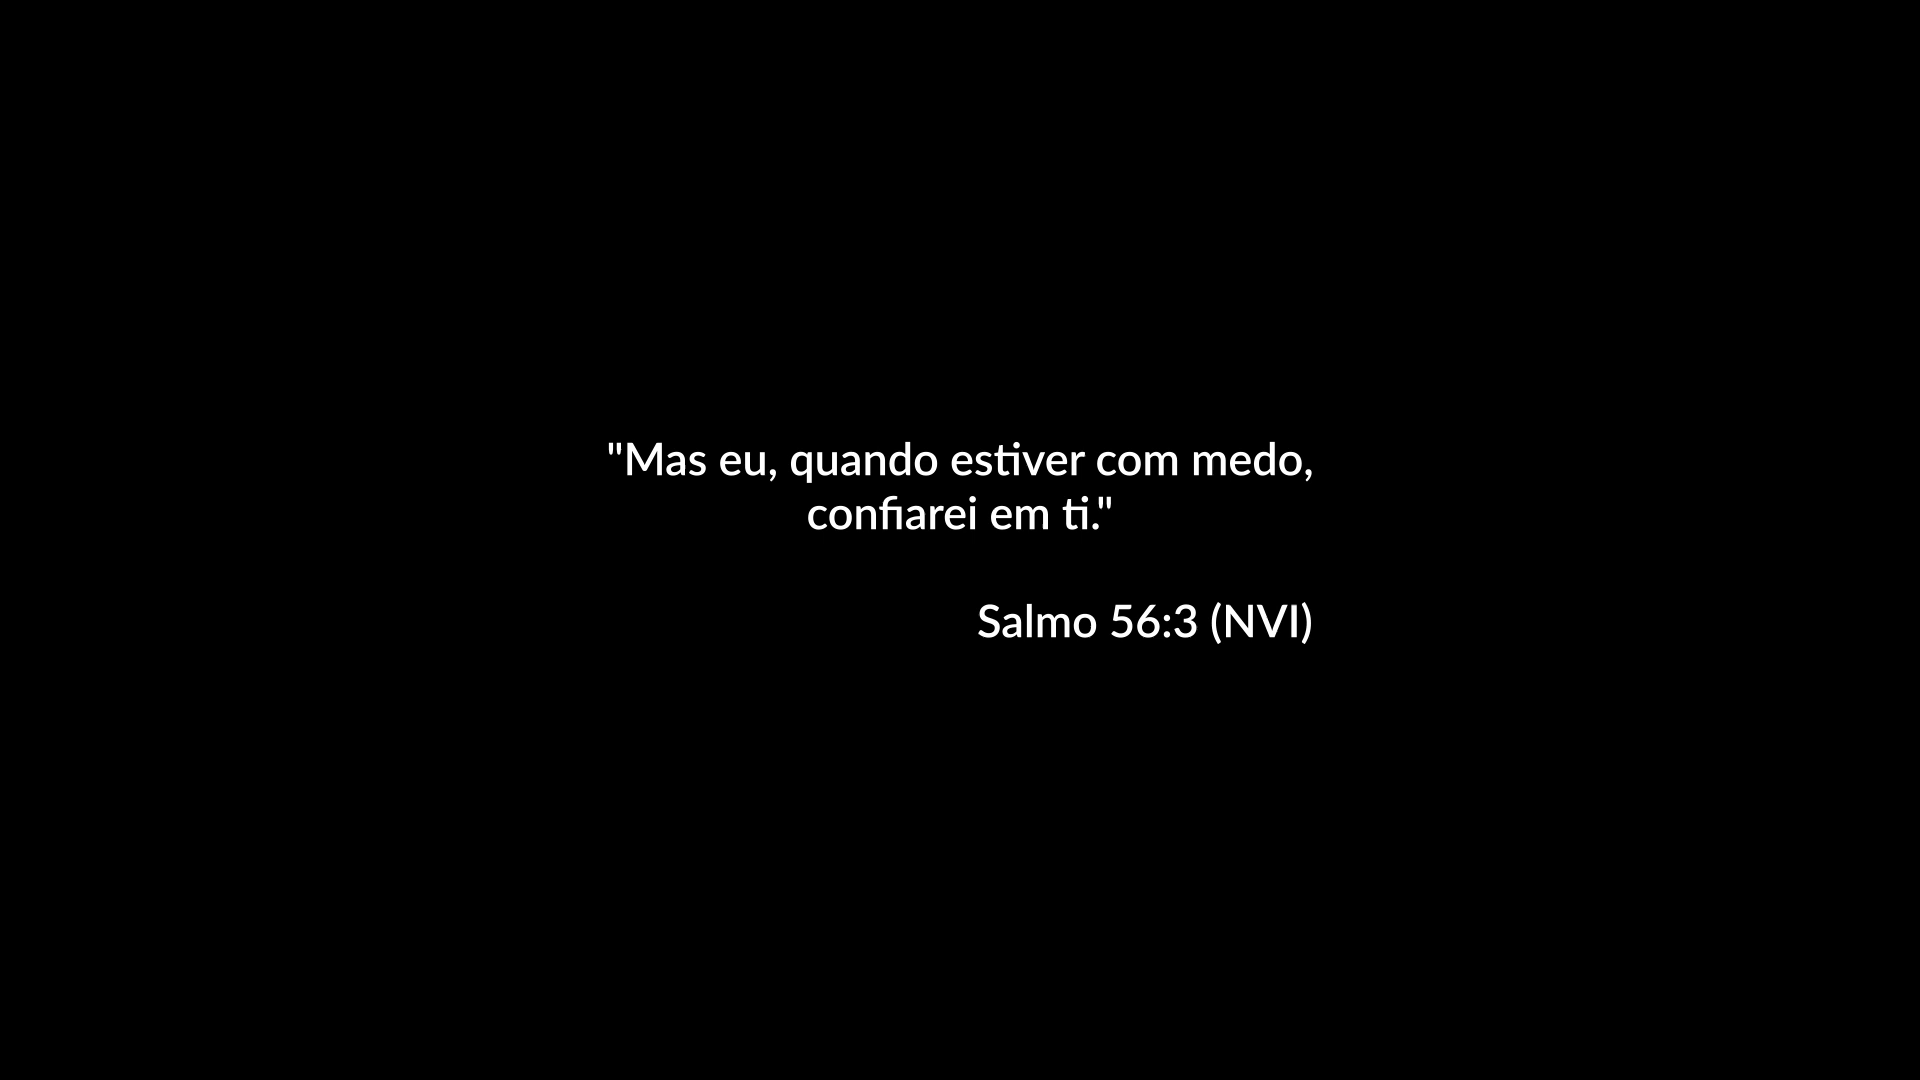 "Mas eu, quando estiver com medo,
confiarei em ti."
Salmo 56:3 (NVI)